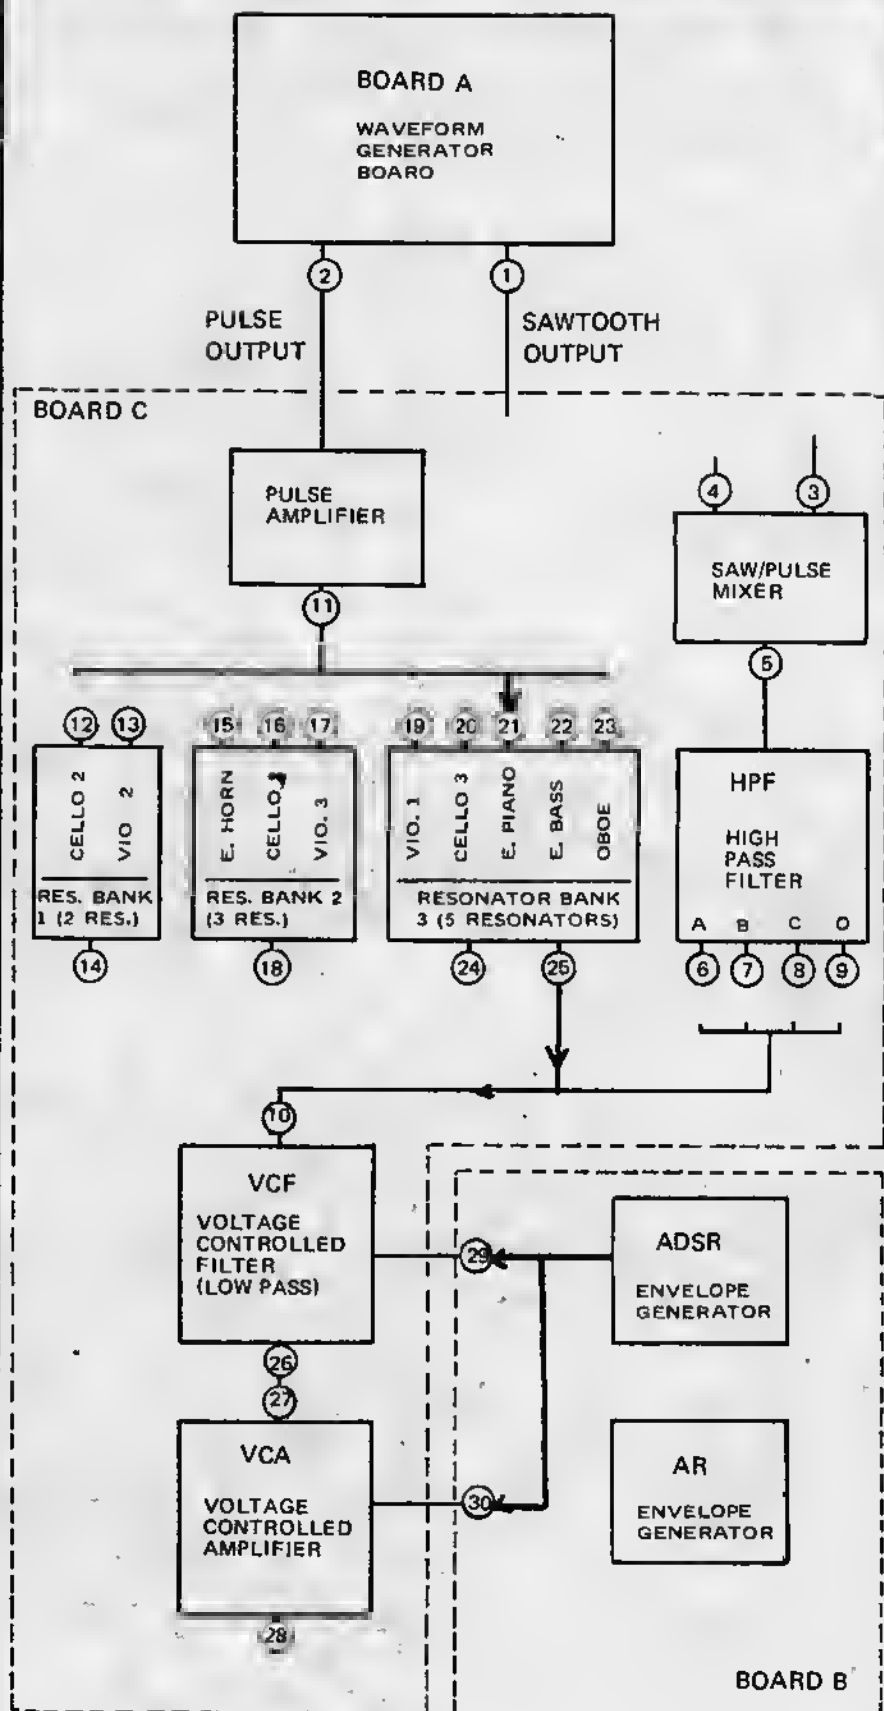 BOARD A
WAVEFORM
GENERATOR
BOARD
2
1
PULSE
OUTPUT
SAWTOOTH
OUTPUT
BOARD C
PULSE
AMPLIFIER
4
3
SAW/PULSE
MIXER
11
5
12
13
15
16
17
19
20
21
22
23
CELLO 2
VIO 2
E. HORN
CELLO
VIO. 3
VIO. 1
CELLO 3
E. PIANO
E. BASS
OBOE
RES. BANK
1 (2 RES.)
RES. BANK 2
(3 RES.)
RESONATOR BANK
3 (5 RESONATORS)
HPF
HIGH
PASS
FILTER
A B C D
14
18
24
25
6
7
8
9
10
VCF
VOLTAGE
CONTROLLED
FILTER
(LOW PASS)
29
ADSR
ENVELOPE
GENERATOR
26
27
VCA
VOLTAGE
CONTROLLED
AMPLIFIER
30
AR
ENVELOPE
GENERATOR
28
BOARD B